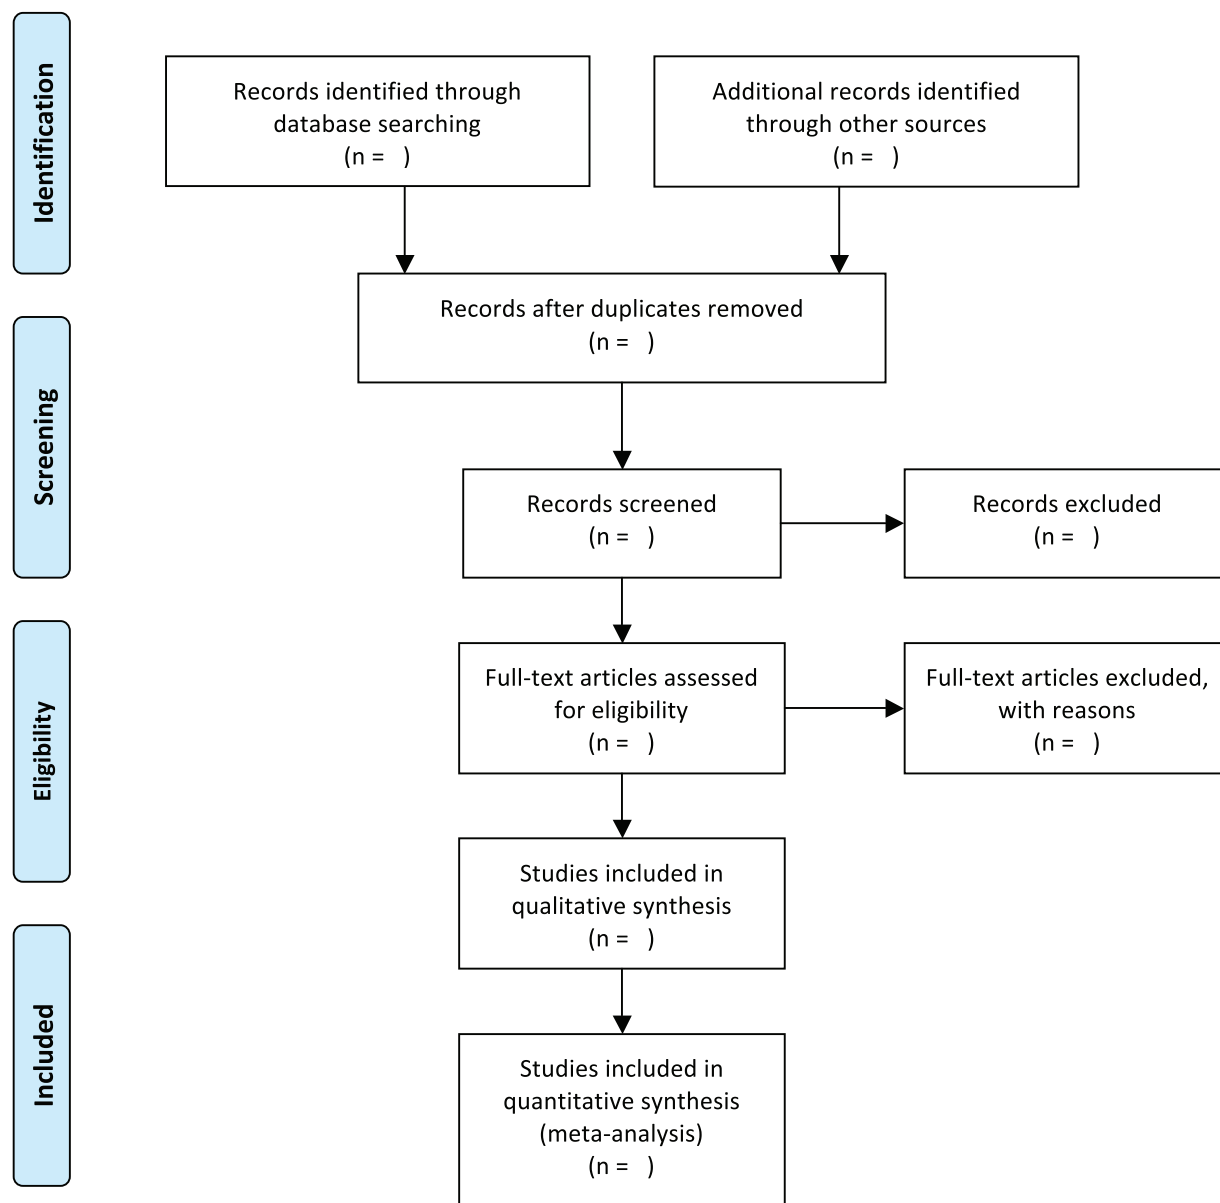 Identification
Records identified through
database searching
(n =   )
Additional records identified
through other sources
(n =   )
Records after duplicates removed
(n =   )
Screening
Records screened
(n =   )
Records excluded
(n =   )
Eligibility
Full-text articles assessed
for eligibility
(n =   )
Full-text articles excluded,
with reasons
(n =   )
Studies included in
qualitative synthesis
(n =   )
Included
Studies included in
quantitative synthesis
(meta-analysis)
(n =   )